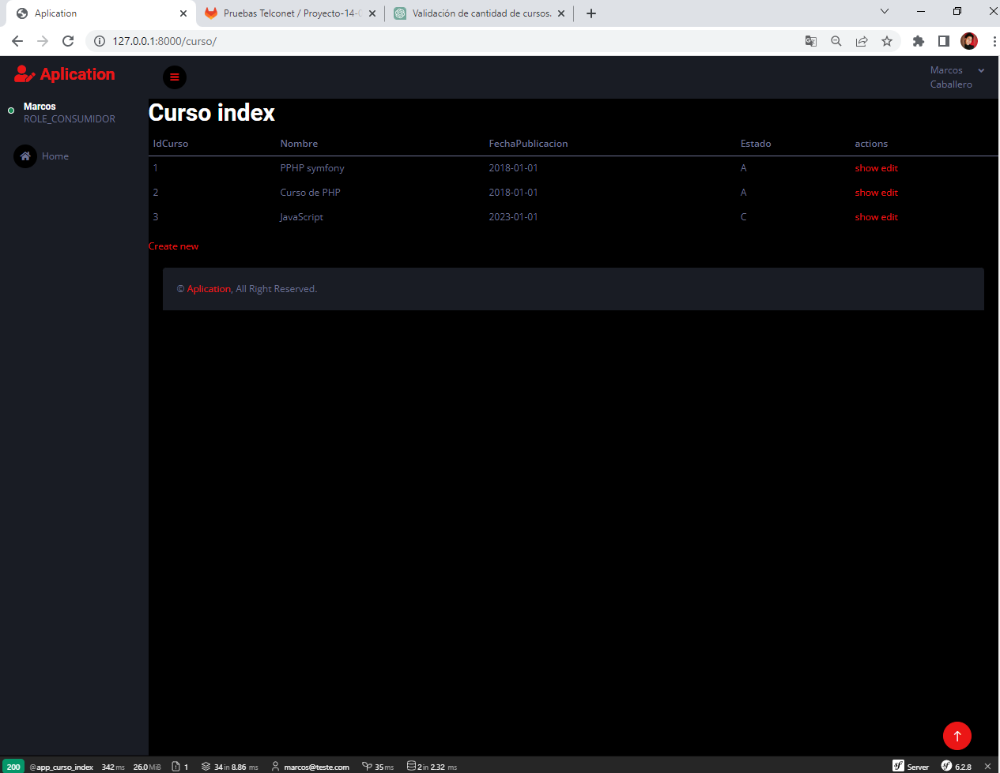 Aplication
Pruebas Telconet / Proyecto-14-C
Validación de cantidad de cursos.
127.0.0.1:8000/curso/
Aplication
Marcos
Caballero
Marcos
ROLE_CONSUMIDOR
Home
Curso index
IdCurso Nombre FechaPublicacion Estado actions
1 PPHP symfony 2018-01-01 A show edit
2 Curso de PHP 2018-01-01 A show edit
3 JavaScript 2023-01-01 C show edit
Create new
© Aplication, All Right Reserved.
200 @app_curso_index 342 ms 26.0 MiB 1 34 in 8.86 ms marcos@teste.com 35 ms 2 in 2.32 ms Server 6.2.8